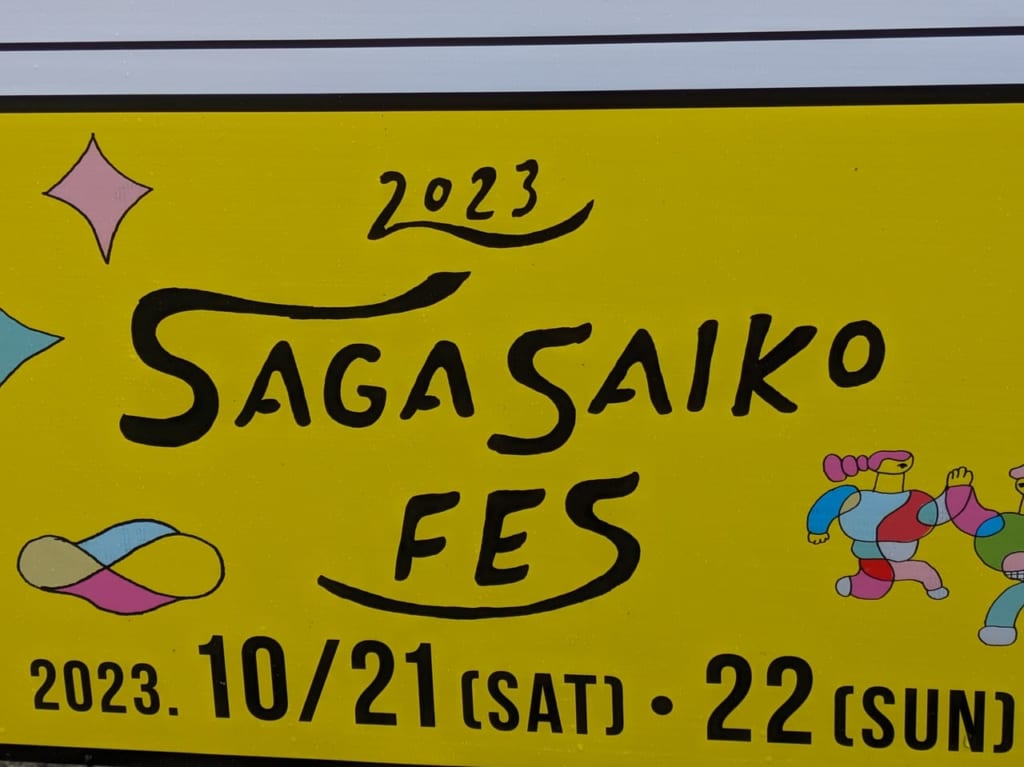 2023
SAGA SAIKO
FES
2023. 10/21 (SAT) • 22 (SUN)